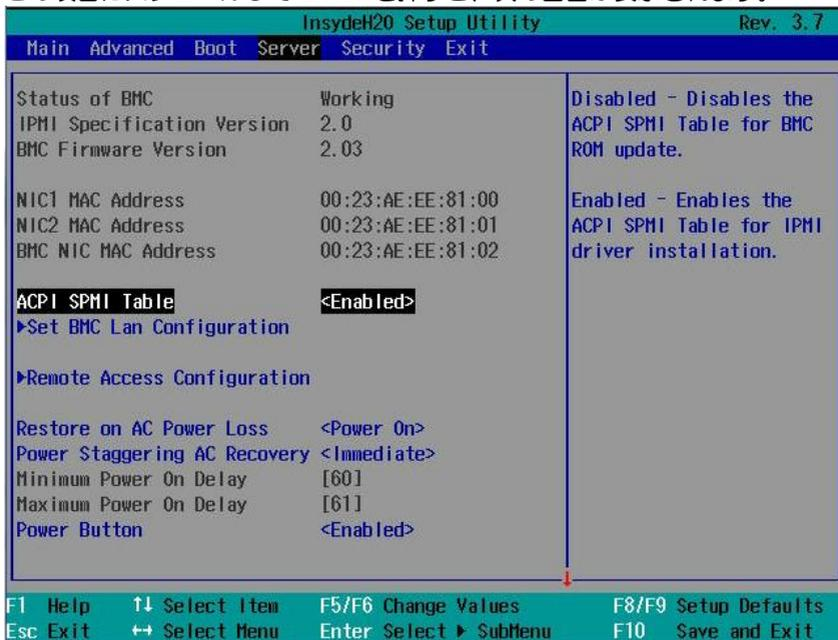 InsydeH2O Setup Utility Rev. 3.7
Main Advanced Boot Server Security Exit
Status of BMC Working
IPMI Specification Version 2.0
BMC Firmware Version 2.03
NIC1 MAC Address 00:23:AE:EE:81:00
NIC2 MAC Address 00:23:AE:EE:81:01
BMC NIC MAC Address 00:23:AE:EE:81:02
ACPI SPMI Table <Enabled>
▶Set BMC Lan Configuration
▶Remote Access Configuration
Restore on AC Power Loss <Power On>
Power Staggering AC Recovery <Immediate>
Minimum Power On Delay [60]
Maximum Power On Delay [61]
Power Button <Enabled>
Disabled - Disables the
ACPI SPMI Table for BMC
ROM update.
Enabled - Enables the
ACPI SPMI Table for IPMI
driver installation.
F1 Help ↑↓ Select Item F5/F6 Change Values F8/F9 Setup Defaults
Esc Exit ↔ Select Menu Enter Select ▶ SubMenu F10 Save and Exit